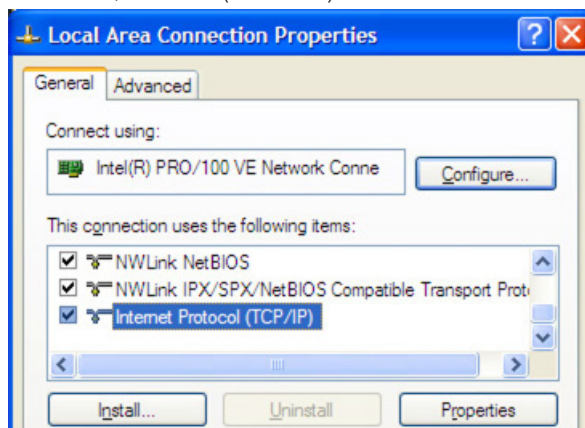 Local Area Connection Properties
General
Advanced
Connect using:
Intel(R) PRO/100 VE Network Conne
Configure...
This connection uses the following items:
NWLink NetBIOS
NWLink IPX/SPX/NetBIOS Compatible Transport Prot
Internet Protocol (TCP/IP)
Install...
Uninstall
Properties